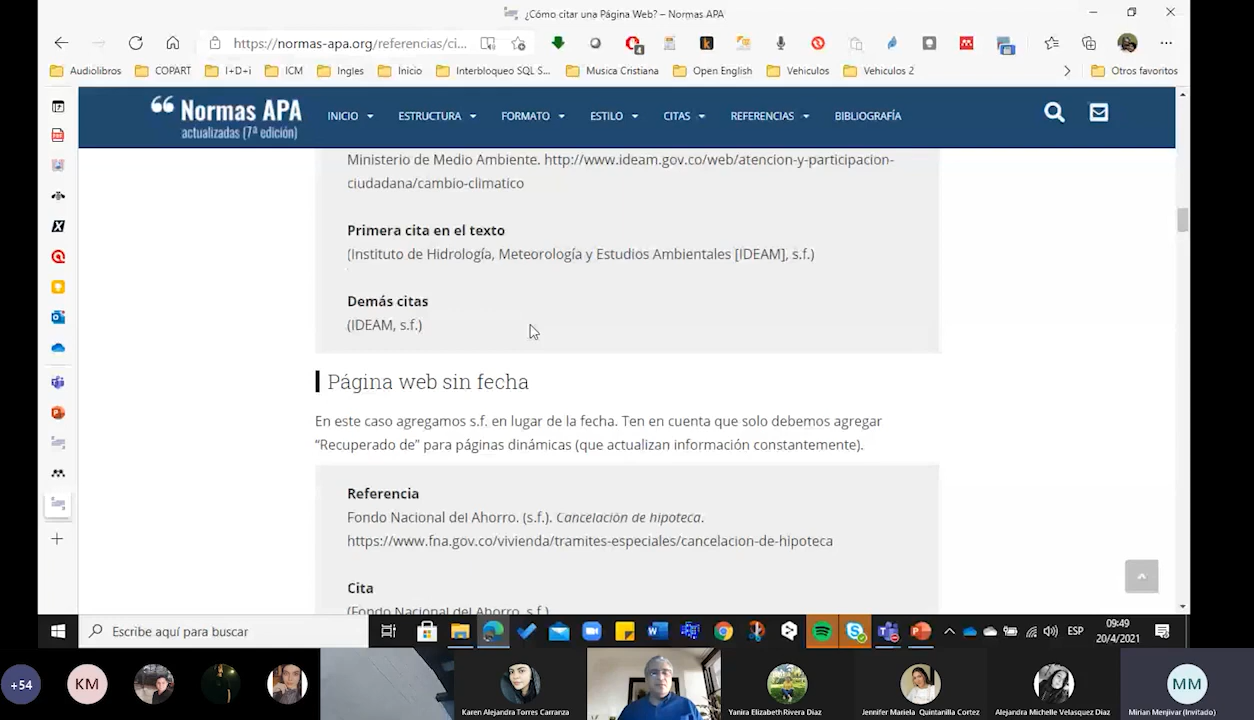 ¿Cómo citar una Página Web? – Normas APA
https://normas-apa.org/referencias/ci...
Audiolibros COPART I+D+i ICM Ingles Inicio Interbloqueo SQL S... Musica Cristiana Open English Vehiculos Vehiculos 2 Otros favoritos
Normas APA
actualizadas (7ª edición)
INICIO ESTRUCTURA FORMATO ESTILO CITAS REFERENCIAS BIBLIOGRAFÍA
Ministerio de Medio Ambiente. http://www.ideam.gov.co/web/atencion-y-participacion-
ciudadana/cambio-climatico
Primera cita en el texto
(Instituto de Hidrología, Meteorología y Estudios Ambientales [IDEAM], s.f.)
Demás citas
(IDEAM, s.f.)
Página web sin fecha
En este caso agregamos s.f. en lugar de la fecha. Ten en cuenta que solo debemos agregar
“Recuperado de” para páginas dinámicas (que actualizan información constantemente).
Referencia
Fondo Nacional del Ahorro. (s.f.). Cancelación de hipoteca.
https://www.fna.gov.co/vivienda/tramites-especiales/cancelacion-de-hipoteca
Cita
(Fondo Nacional del Ahorro, s.f.)
Escribe aquí para buscar
ESP
09:49
20/4/2021
+54
KM
MM
Karen Alejandra Torres Carranza
Yanira Elizabeth Rivera Diaz
Jennifer Mariela Quintanilla Cortez
Alejandra Michelle Velasquez Diaz
Mirian Menjivar (Invitado)